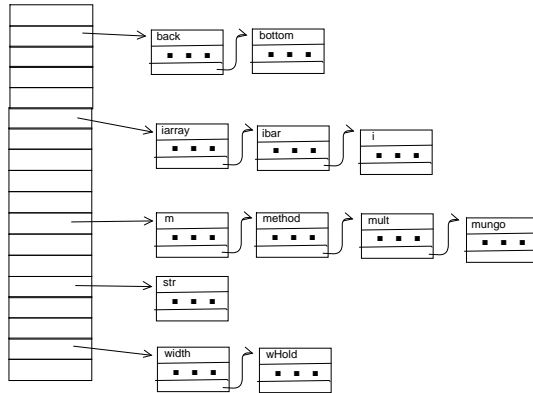 back bottom
iarray ibar i
m method mult mungo
str
width wHold